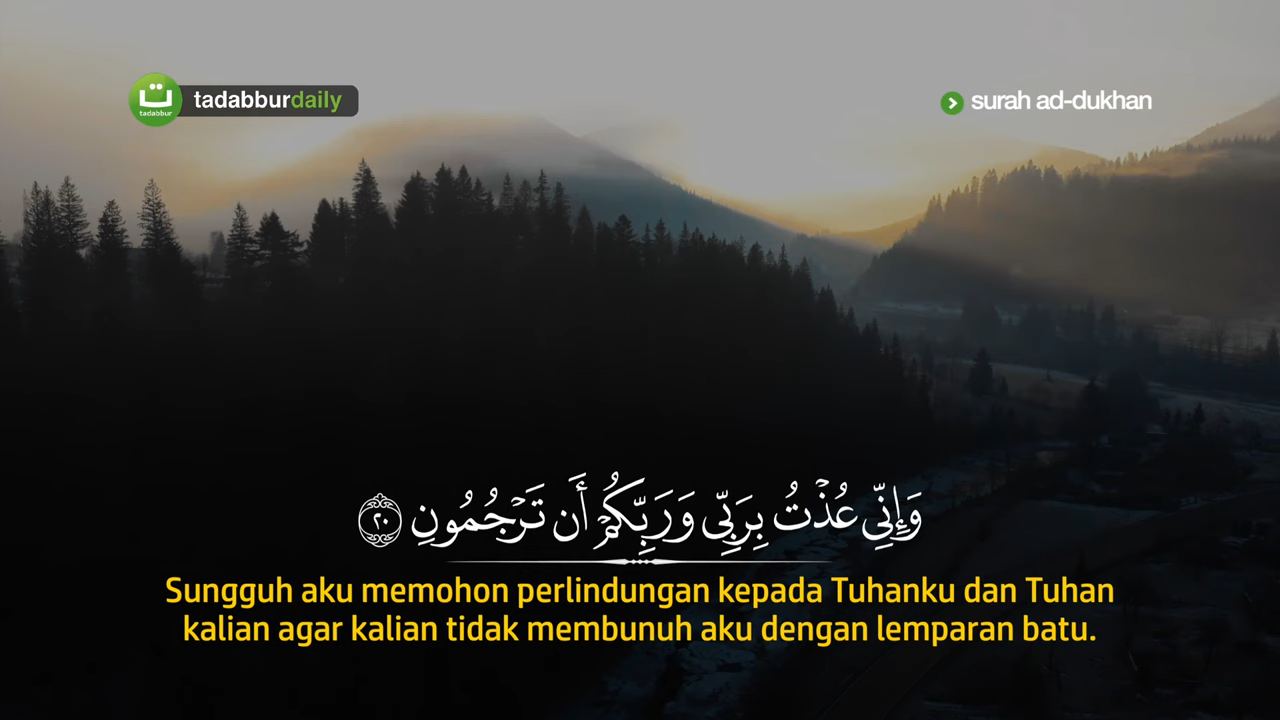 ت
tadabbur
tadabburdaily
surah ad-dukhan
وَإِنِّي عُذْتُ بِرَبِّي وَرَبِّكُمْ أَن تَرْجُمُونِ ٢٠
Sungguh aku memohon perlindungan kepada Tuhanku dan Tuhan
kalian agar kalian tidak membunuh aku dengan lemparan batu.